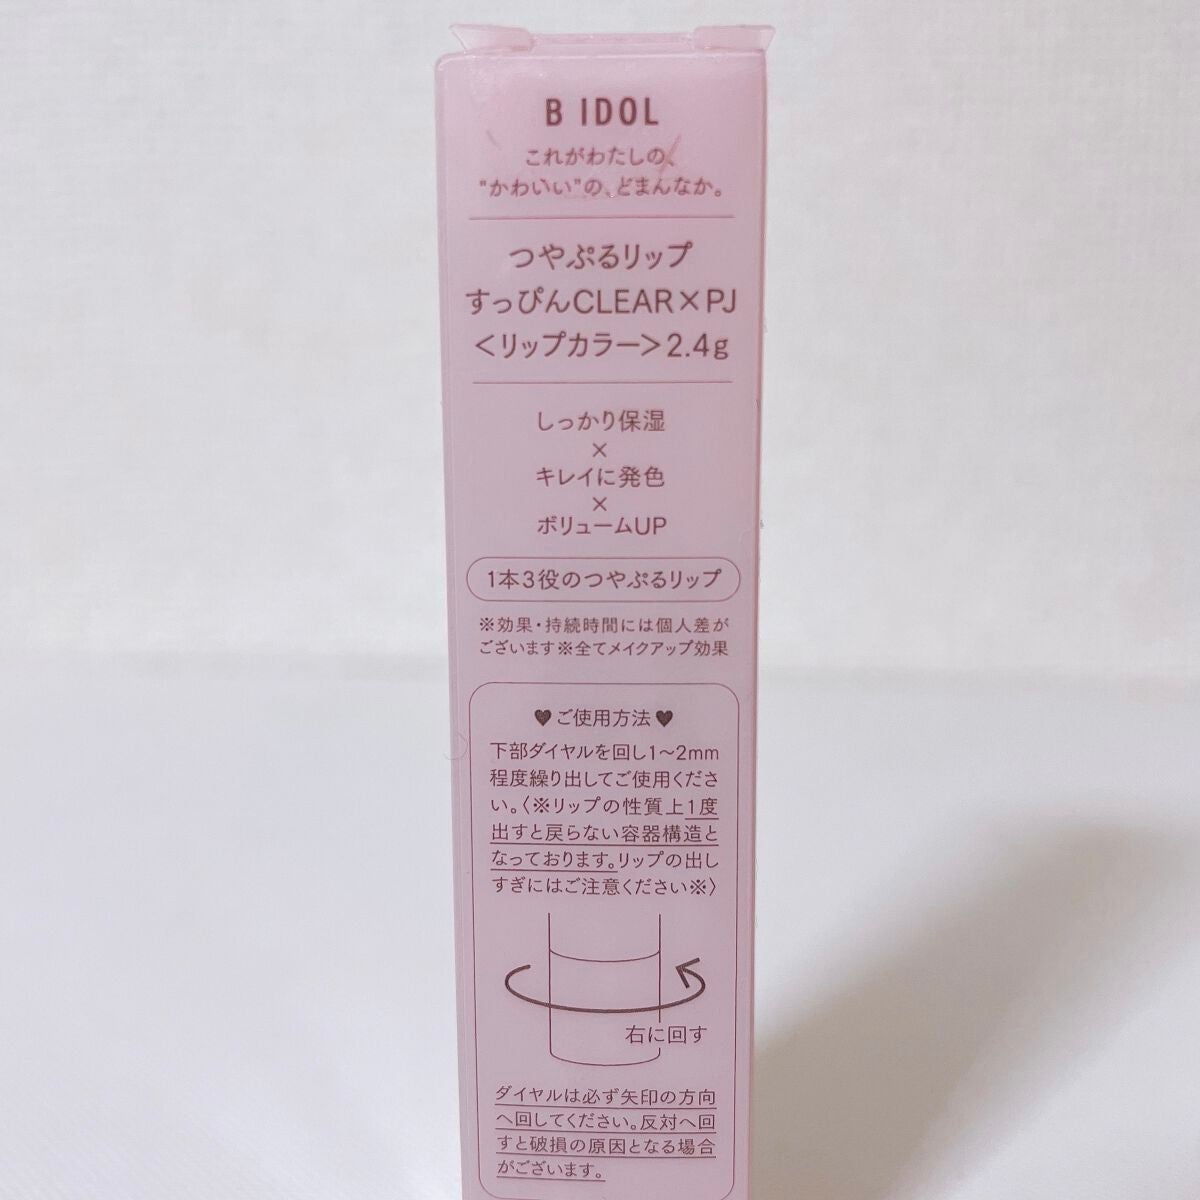 B IDOL
これがわたしの、
"かわいい"の、どまんなか。
つやぷるリップ
すっぴんCLEAR×PJ
＜リップカラー＞2.4g
しっかり保湿
×
キレイに発色
×
ボリュームUP
1本3役のつやぷるリップ
※効果・持続時間には個人差が
ございます※全てメイクアップ効果
♥ご使用方法♥
下部ダイヤルを回し1～2mm
程度繰り出してご使用くださ
い。〈※リップの性質上1度
出すと戻らない容器構造と
なっております。リップの出し
すぎにはご注意ください※〉
右に回す
ダイヤルは必ず矢印の方向
へ回してください。反対へ回
すと破損の原因となる場合
がございます。